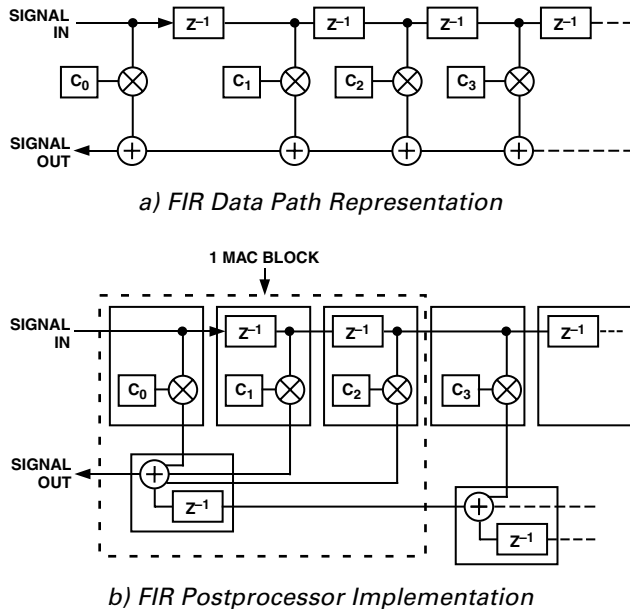 SIGNAL
IN
Z⁻¹ Z⁻¹ Z⁻¹ Z⁻¹
C₀ C₁ C₂ C₃
SIGNAL
OUT
a) FIR Data Path Representation
1 MAC BLOCK
SIGNAL
IN
Z⁻¹ Z⁻¹ Z⁻¹
C₀ C₁ C₂ C₃
SIGNAL
OUT
Z⁻¹
Z⁻¹
b) FIR Postprocessor Implementation